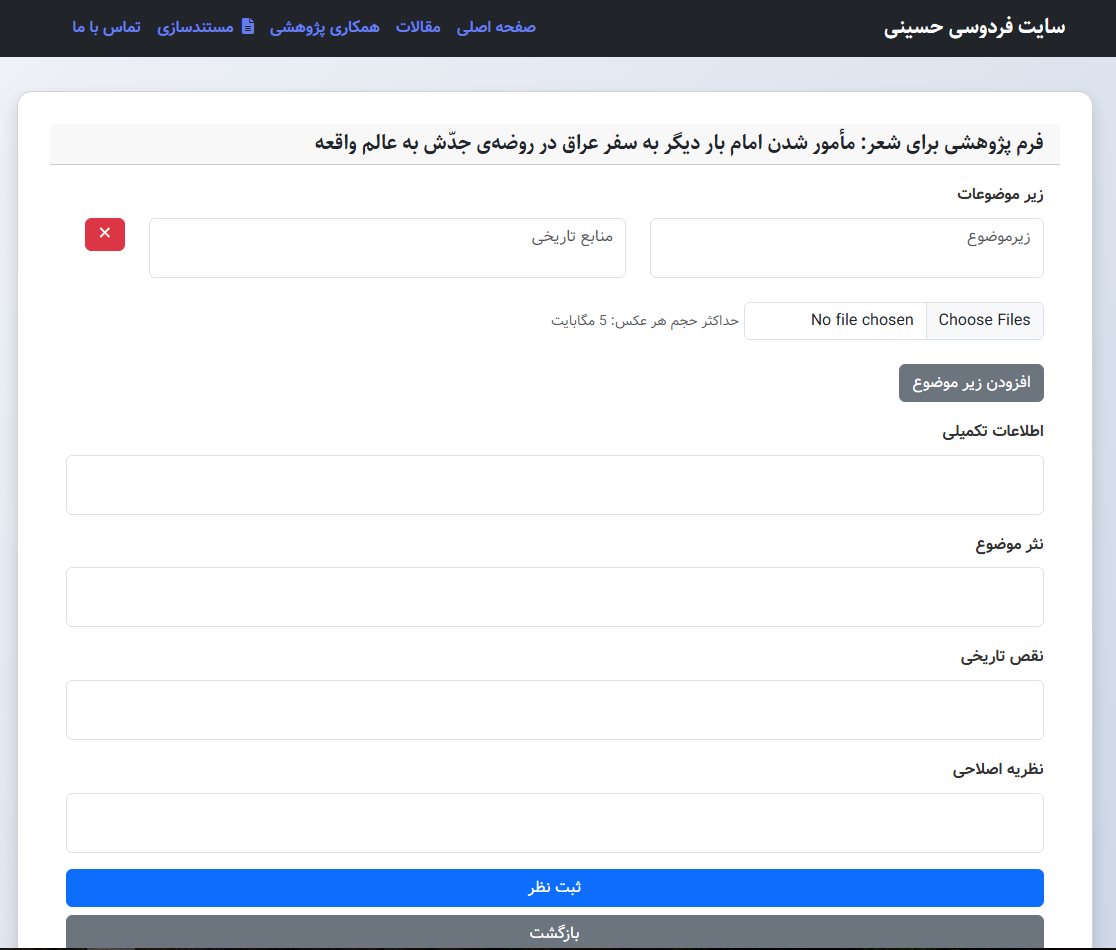 سایت فردوسی حسینی
صفحه اصلی
مقالات
همکاری پژوهشی
مستندسازی
تماس با ما
فرم پژوهشی برای شعر: مأمور شدن امام بار دیگر به سفر عراق در روضه‌ی جدّش به عالم واقعه
زیر موضوعات
زیرموضوع
منابع تاریخی
Choose Files No file chosen
حداکثر حجم هر عکس: 5 مگابایت
افزودن زیر موضوع
اطلاعات تکمیلی
نثر موضوع
نقص تاریخی
نظریه اصلاحی
ثبت نظر
بازگشت